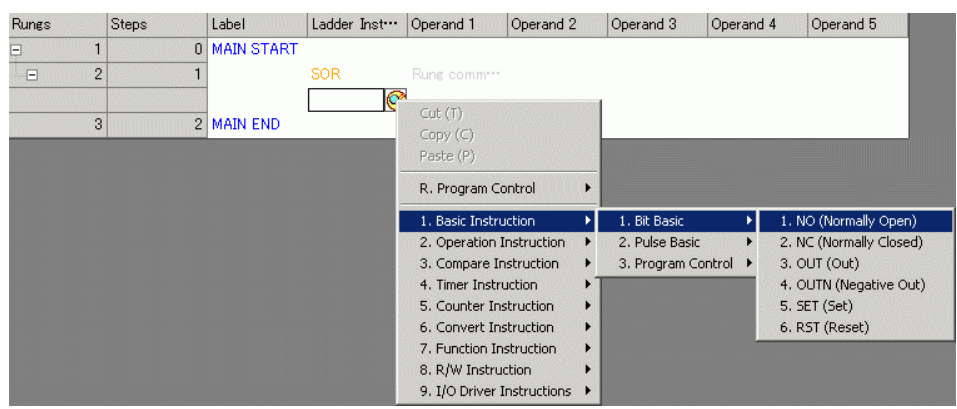 Rungs Steps Label Ladder Inst··· Operand 1 Operand 2 Operand 3 Operand 4 Operand 5
1 0 MAIN START
2 1 SOR Rung comm···
3 2 MAIN END
Cut (T)
Copy (C)
Paste (P)
R. Program Control
1. Basic Instruction
2. Operation Instruction
3. Compare Instruction
4. Timer Instruction
5. Counter Instruction
6. Convert Instruction
7. Function Instruction
8. R/W Instruction
9. I/O Driver Instructions
1. Bit Basic
2. Pulse Basic
3. Program Control
1. NO (Normally Open)
2. NC (Normally Closed)
3. OUT (Out)
4. OUTN (Negative Out)
5. SET (Set)
6. RST (Reset)